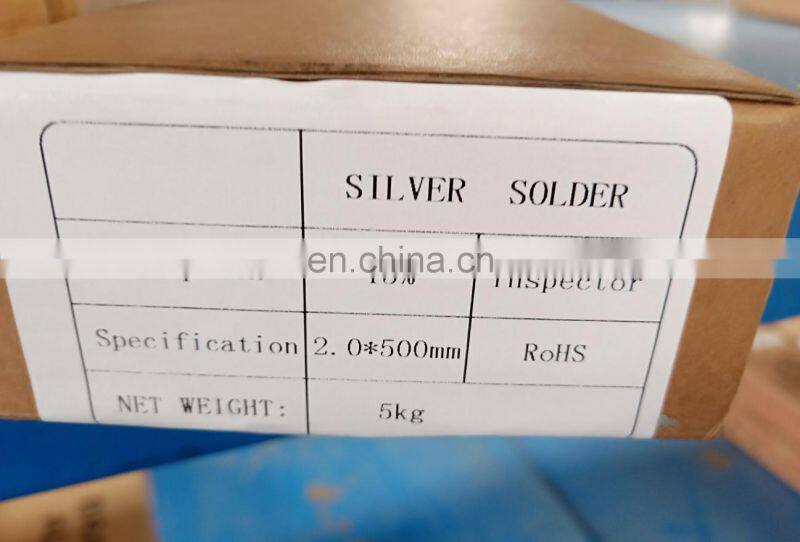 SILVER SOLDER
en.china.cn
Inspector
Specification 2.0*500mm RoHS
NET WEIGHT: 5kg